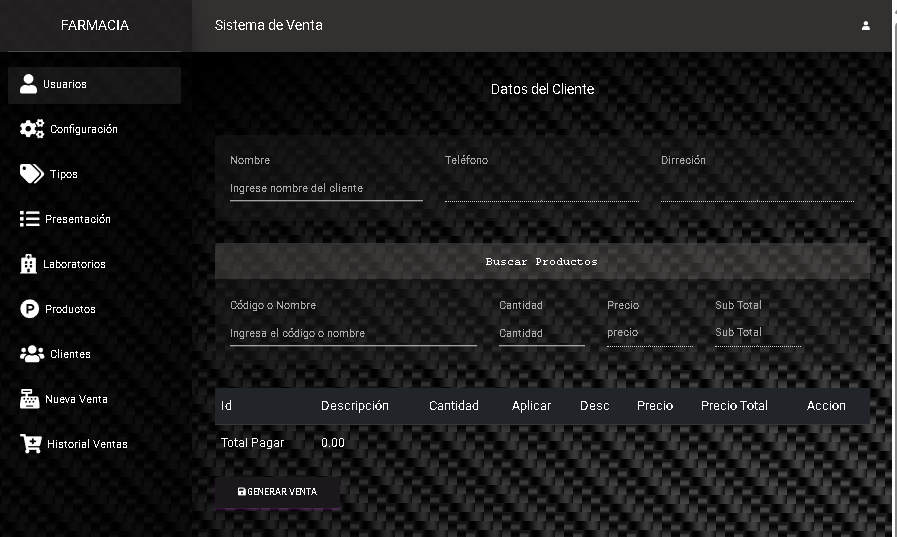 FARMACIA
Sistema de Venta
Usuarios
Configuración
Tipos
Presentación
Laboratorios
Productos
Clientes
Nueva Venta
Historial Ventas
Datos del Cliente
Nombre Teléfono Dirreción
Ingrese nombre del cliente
Buscar Productos
Código o Nombre Cantidad Precio Sub Total
Ingresa el código o nombre Cantidad precio Sub Total
Id Descripción Cantidad Aplicar Desc Precio Precio Total Accion
Total Pagar 0.00
GENERAR VENTA